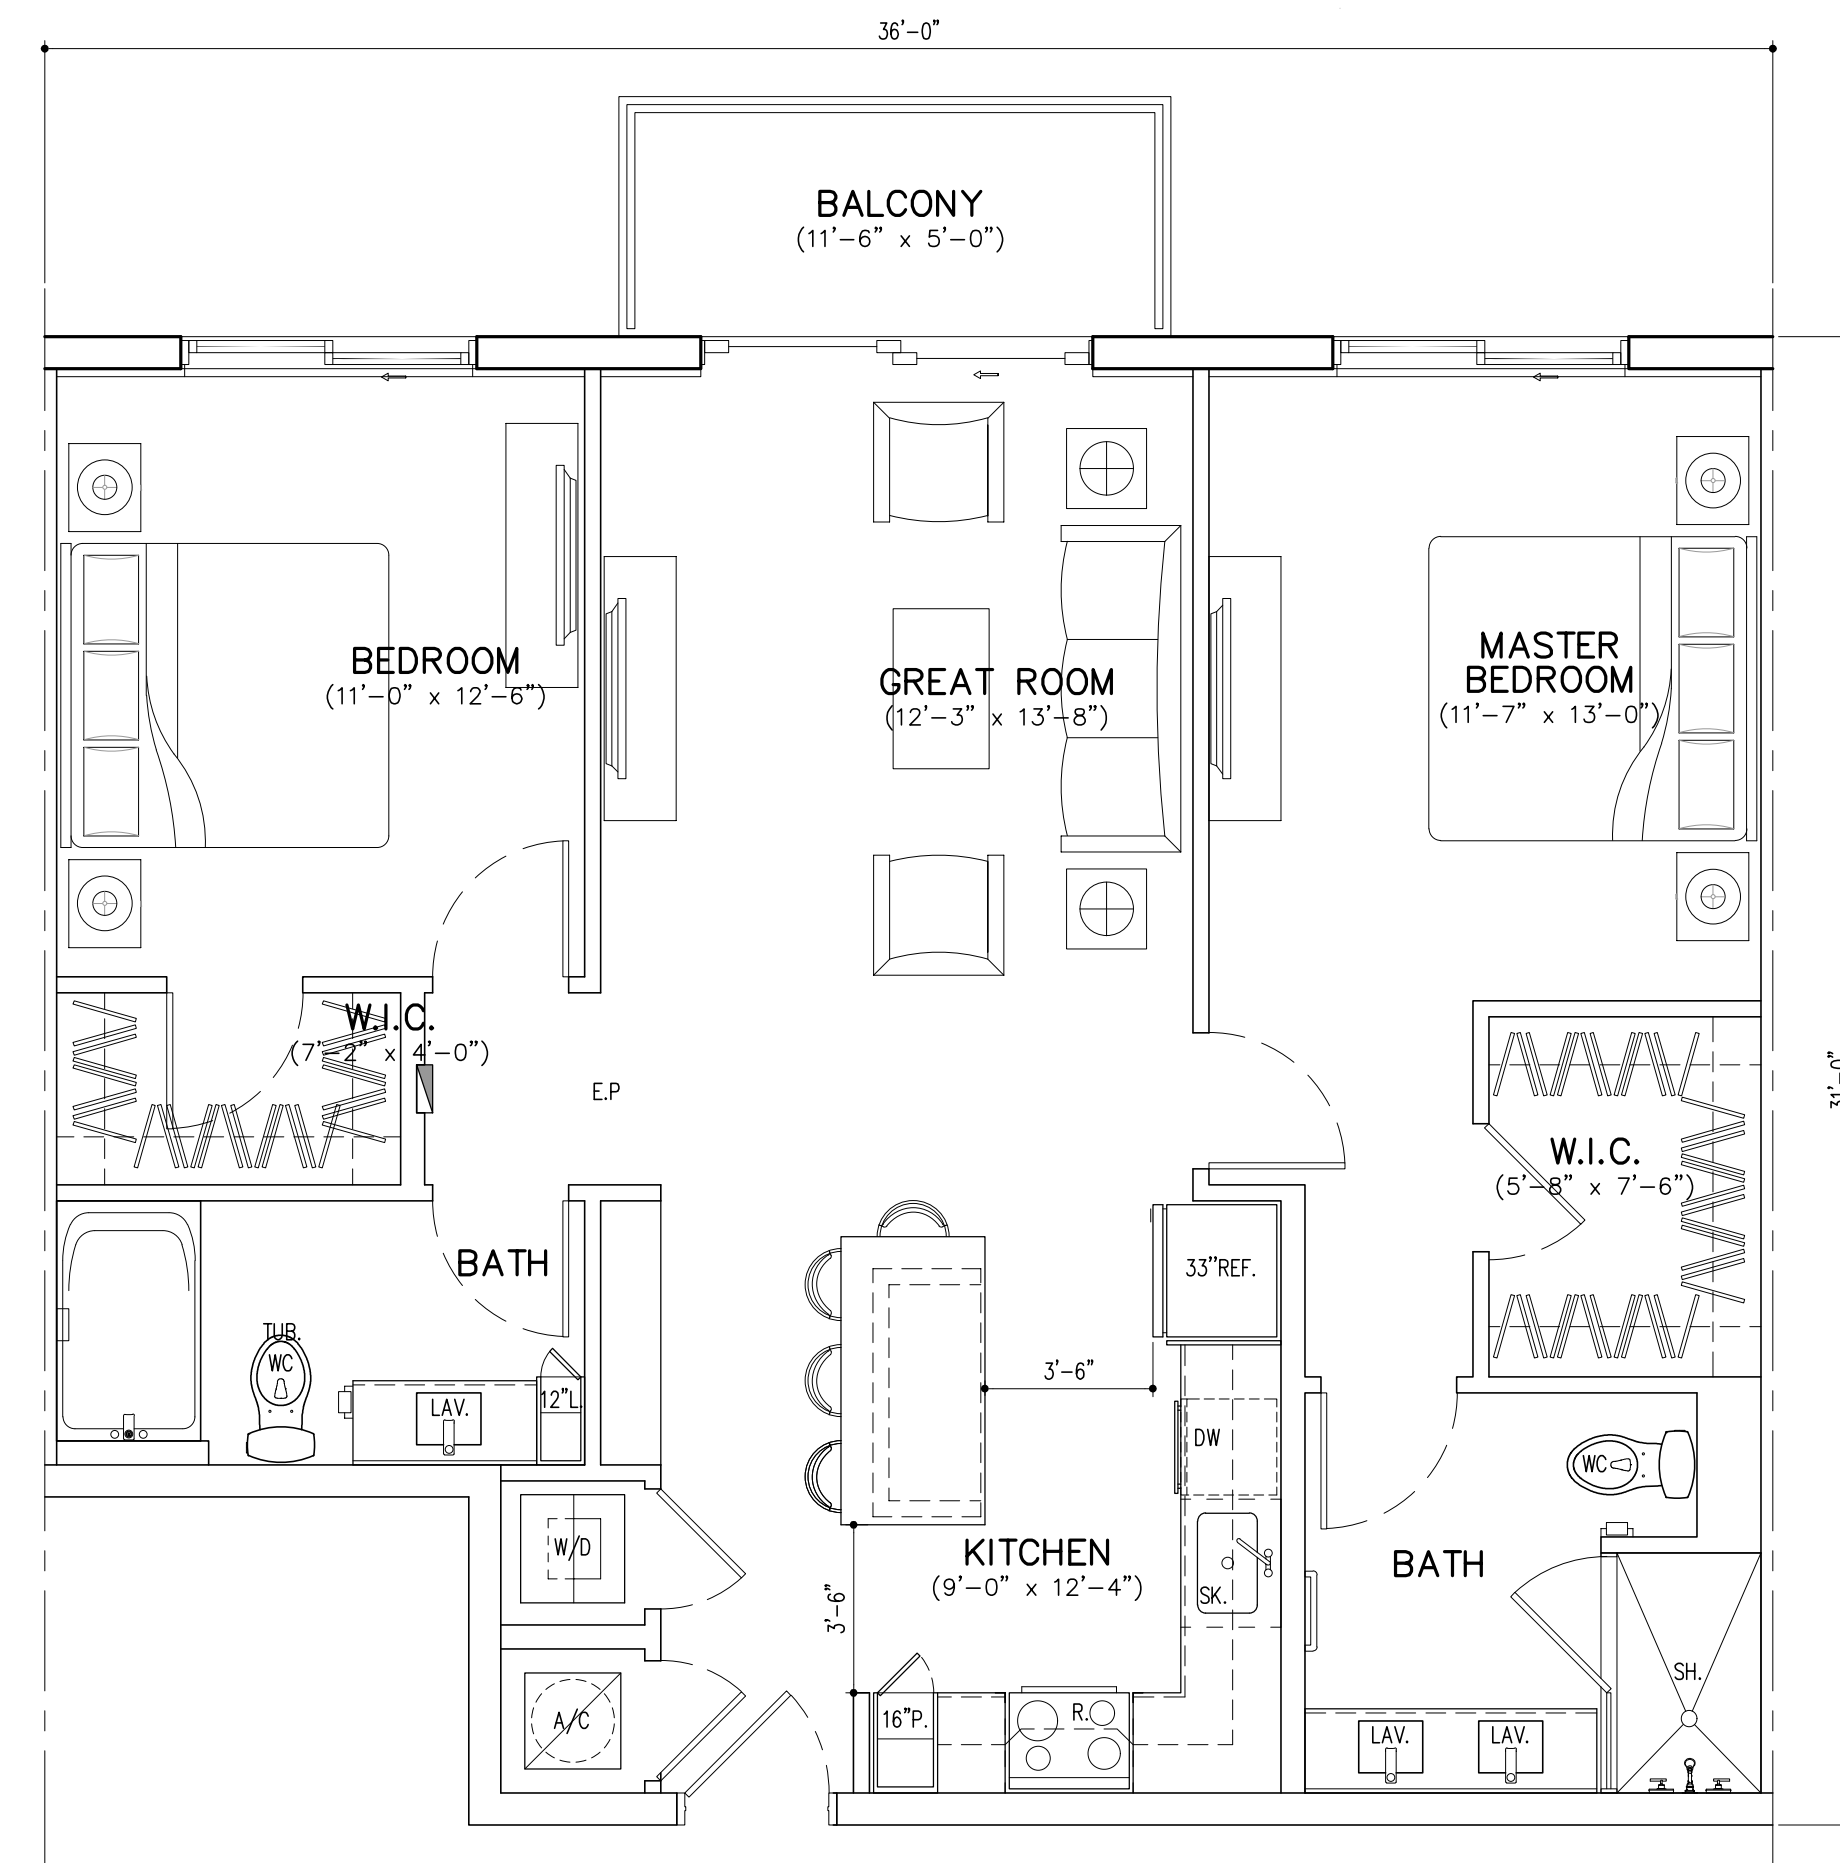 36'-0"
BALCONY
(11'-6" x 5'-0")
BEDROOM
(11'-0" x 12'-6")
GREAT ROOM
(12'-3" x 13'-8")
MASTER
BEDROOM
(11'-7" x 13'-0")
W.I.C.
(7'-2" x 4'-0")
E.P
31'-0"
W.I.C.
(5'-8" x 7'-6")
BATH
33"REF.
TUB.
WC
3'-6"
12"L.
LAV.
DW
WC
W/D
KITCHEN
(9'-0" x 12'-4")
BATH
SK.
3'-6"
SH.
A/C
16"P.
R.
LAV.
LAV.